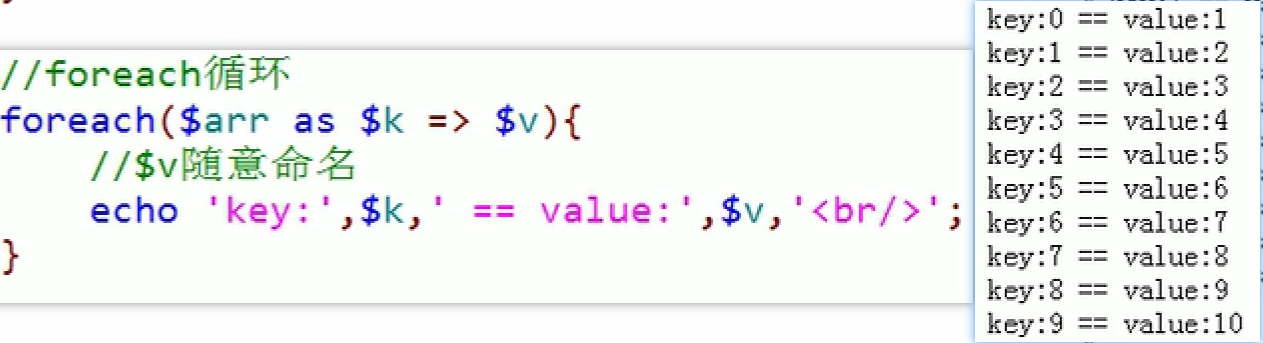 //foreach循环
foreach($arr as $k => $v){
//$v随意命名
echo 'key:',$k,' == value:',$v,'<br/>';
}
key:0 == value:1
key:1 == value:2
key:2 == value:3
key:3 == value:4
key:4 == value:5
key:5 == value:6
key:6 == value:7
key:7 == value:8
key:8 == value:9
key:9 == value:10